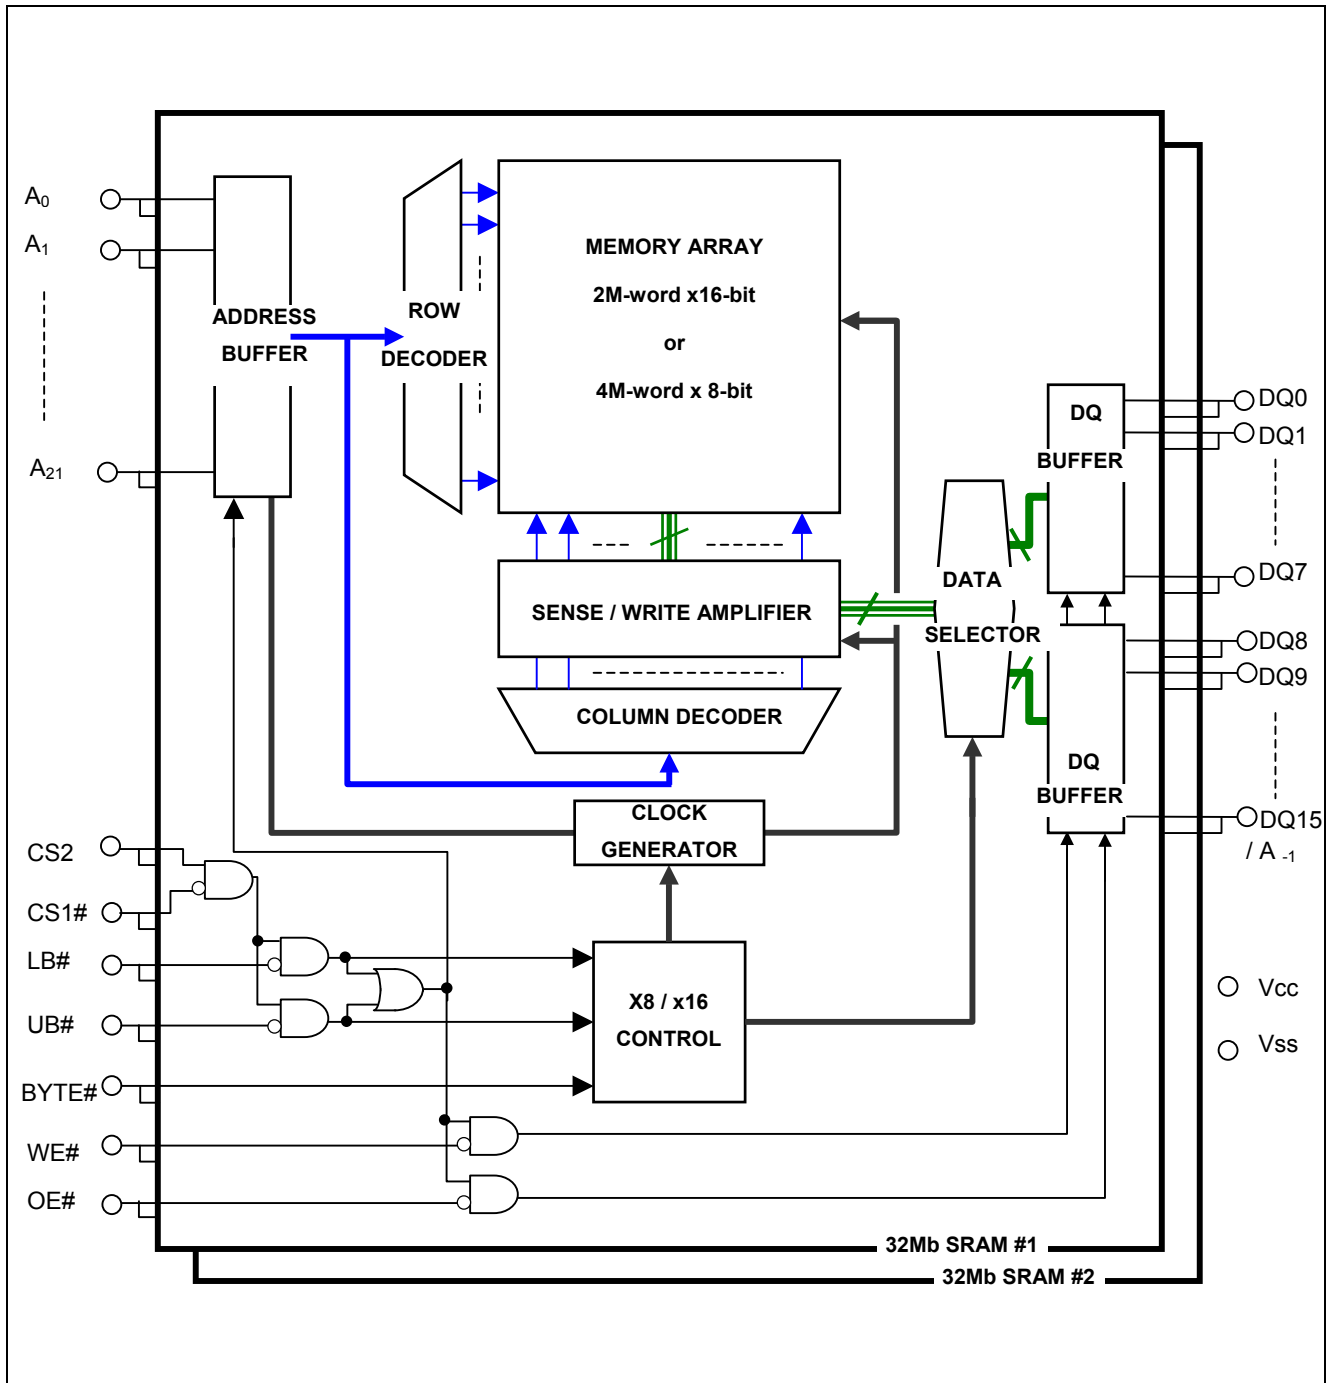 A0
A1
A21
ADDRESS
BUFFER
ROW
DECODER
MEMORY ARRAY
2M-word x16-bit
or
4M-word x 8-bit
SENSE / WRITE AMPLIFIER
COLUMN DECODER
CLOCK
GENERATOR
X8 / x16
CONTROL
DATA
SELECTOR
DQ
BUFFER
DQ
BUFFER
DQ0
DQ1
DQ7
DQ8
DQ9
DQ15
/ A -1
CS2
CS1#
LB#
UB#
BYTE#
WE#
OE#
Vcc
Vss
32Mb SRAM #1
32Mb SRAM #2